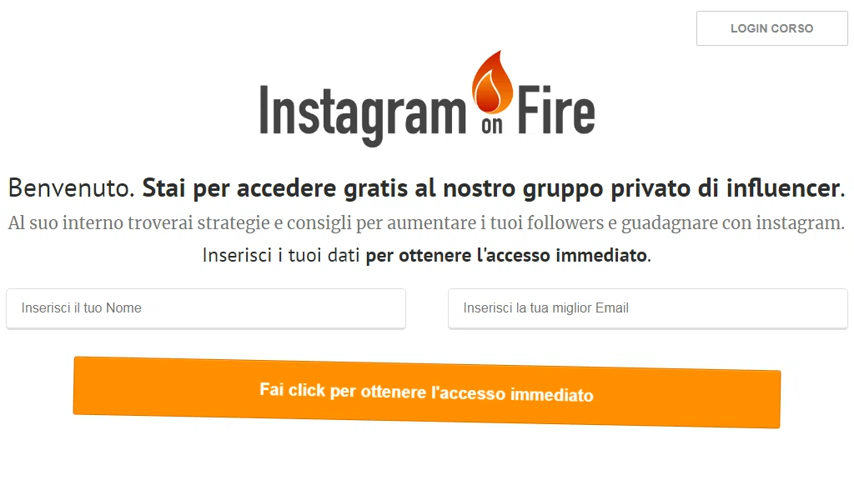 LOGIN CORSO
Instagram on Fire
Benvenuto. Stai per accedere gratis al nostro gruppo privato di influencer.
Al suo interno troverai strategie e consigli per aumentare i tuoi followers e guadagnare con instagram.
Inserisci i tuoi dati per ottenere l'accesso immediato.
Inserisci il tuo Nome
Inserisci la tua miglior Email
Fai click per ottenere l'accesso immediato